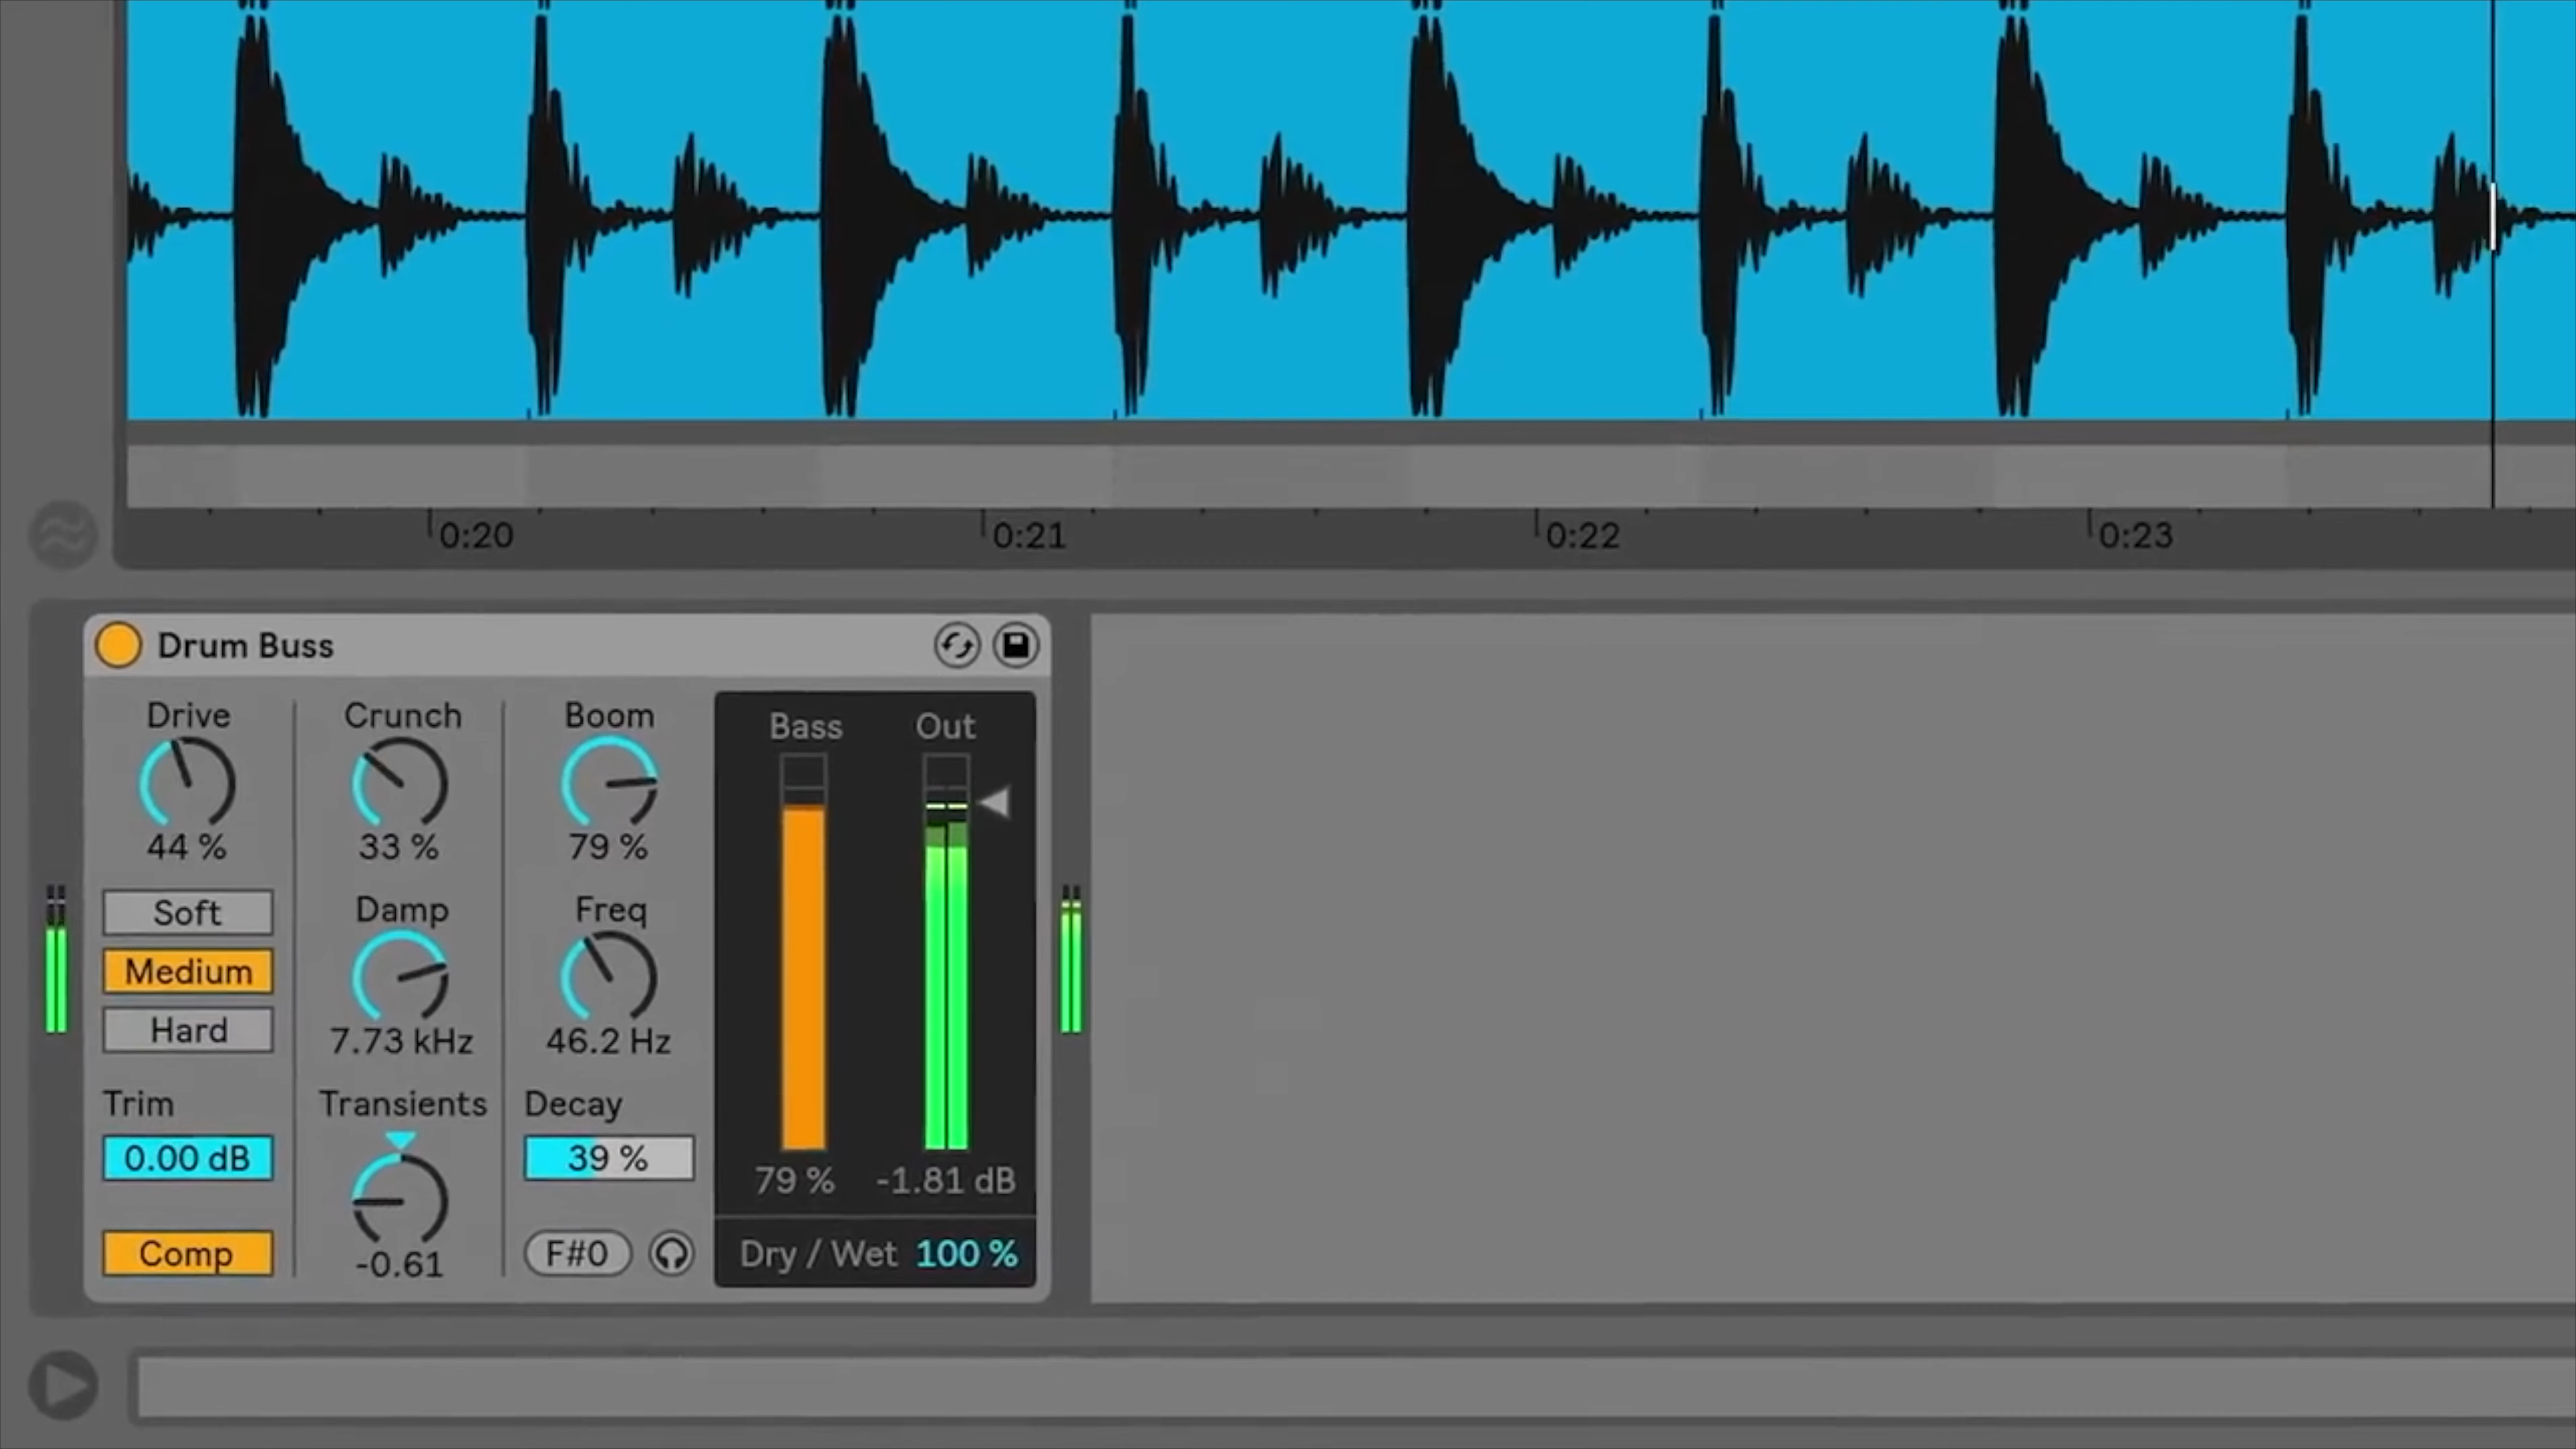 0:20 0:21 0:22 0:23
Drum Buss
Drive Crunch Boom Bass Out
44 % 33 % 79 %
Soft Damp Freq
Medium
Hard 7.73 kHz 46.2 Hz
Trim Transients Decay
0.00 dB 39 % 79 % -1.81 dB
Comp -0.61 F#0 Dry / Wet 100 %